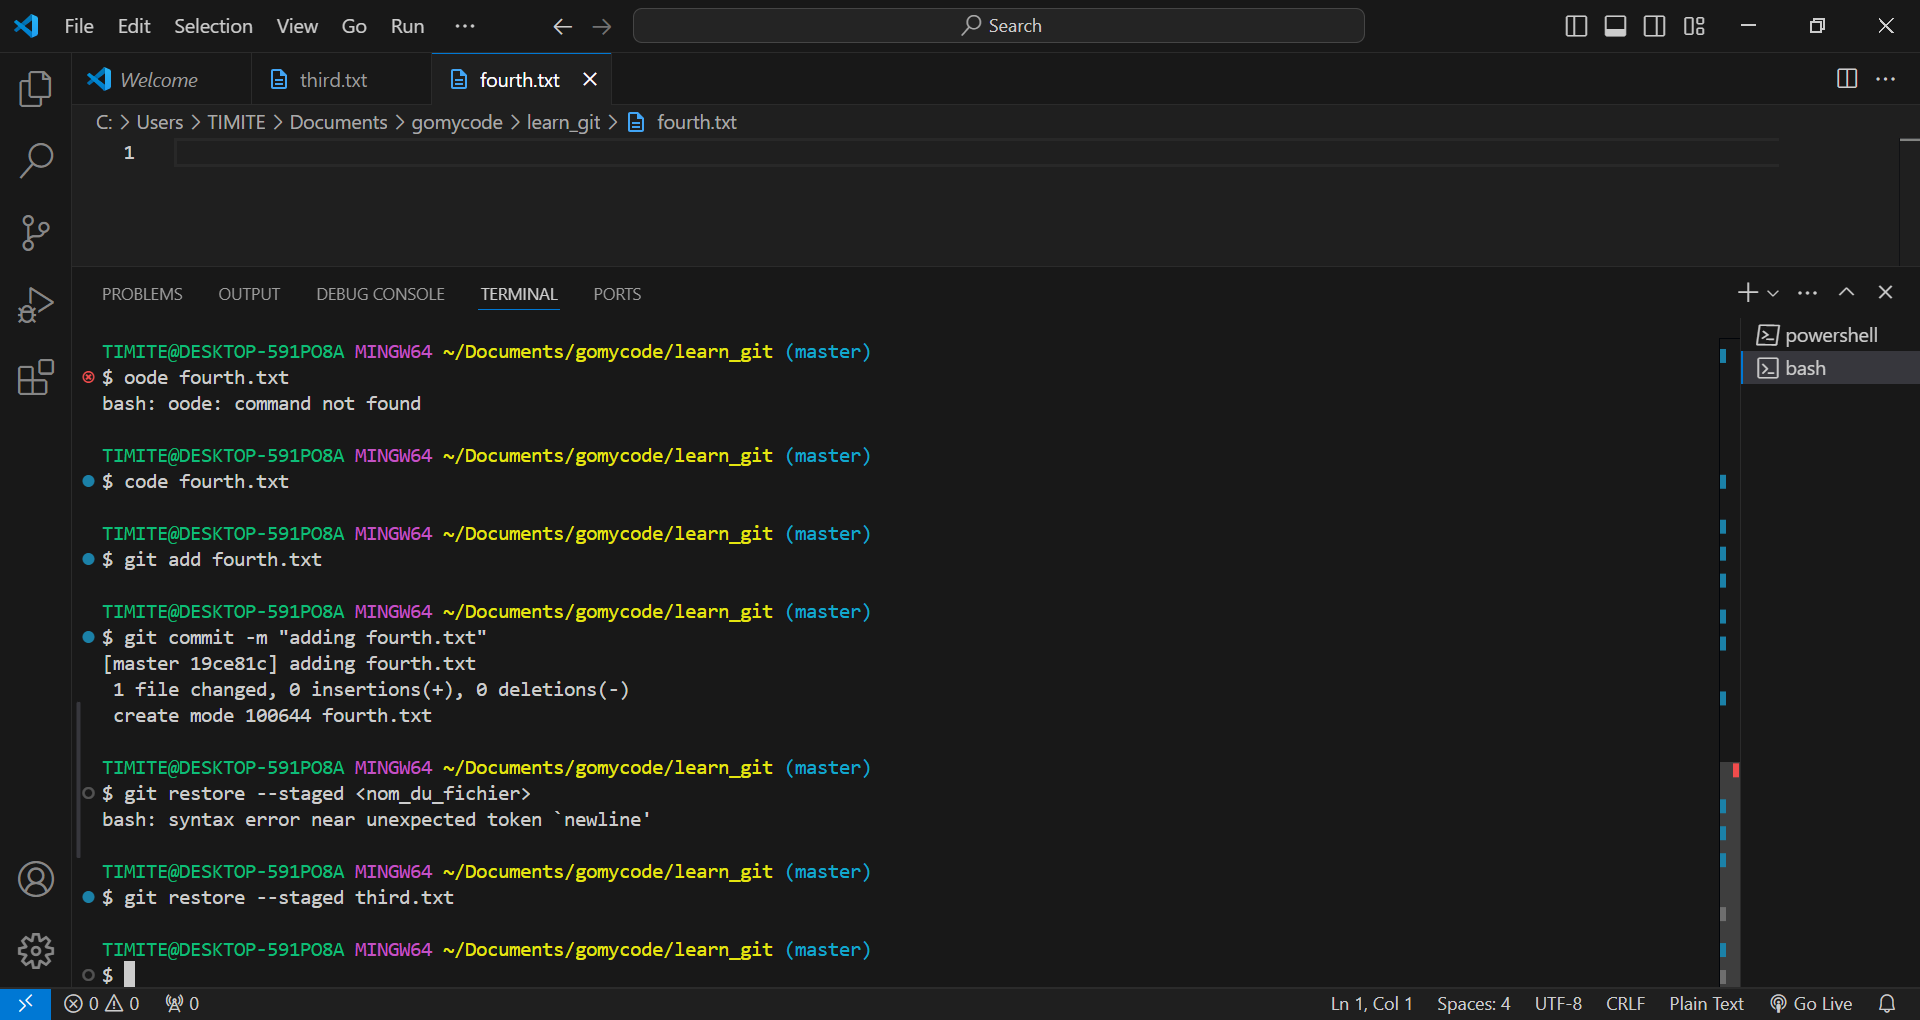 File Edit Selection View Go Run ··· Search
Welcome third.txt fourth.txt
C: > Users > TIMITE > Documents > gomycode > learn_git > fourth.txt
1
PROBLEMS OUTPUT DEBUG CONSOLE TERMINAL PORTS
powershell
bash
TIMITE@DESKTOP-591PO8A MINGW64 ~/Documents/gomycode/learn_git (master)
$ oode fourth.txt
bash: oode: command not found
TIMITE@DESKTOP-591PO8A MINGW64 ~/Documents/gomycode/learn_git (master)
$ code fourth.txt
TIMITE@DESKTOP-591PO8A MINGW64 ~/Documents/gomycode/learn_git (master)
$ git add fourth.txt
TIMITE@DESKTOP-591PO8A MINGW64 ~/Documents/gomycode/learn_git (master)
$ git commit -m "adding fourth.txt"
[master 19ce81c] adding fourth.txt
1 file changed, 0 insertions(+), 0 deletions(-)
create mode 100644 fourth.txt
TIMITE@DESKTOP-591PO8A MINGW64 ~/Documents/gomycode/learn_git (master)
$ git restore --staged <nom_du_fichier>
bash: syntax error near unexpected token `newline'
TIMITE@DESKTOP-591PO8A MINGW64 ~/Documents/gomycode/learn_git (master)
$ git restore --staged third.txt
TIMITE@DESKTOP-591PO8A MINGW64 ~/Documents/gomycode/learn_git (master)
$
0 0 0 Ln 1, Col 1 Spaces: 4 UTF-8 CRLF Plain Text Go Live